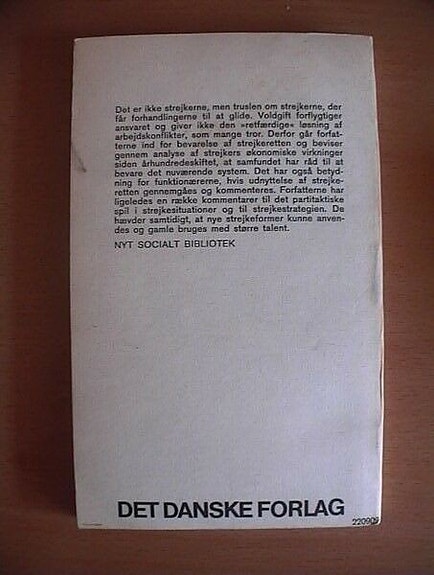 Det er ikke strejkerne, men truslen om strejkerne, der
får forhandlingerne til at glide. Voldgift forflygtiger
ansvaret og giver ikke den »retfærdige« løsning af
arbejdskonflikter, som mange tror. Derfor går forfat-
terne ind for bevarelse af strejkeretten og beviser
gennem analyse af strejkers økonomiske virkninger
siden århundredeskiftet, at samfundet har råd til at
bevare det nuværende system. Det har også betyd-
ning for funktionærerne, hvis udnyttelse af strejke-
retten gennemgåes og kommenteres. Forfatterne har
ligeledes en række kommentarer til det partitaktiske
spil i strejkesituationer og til strejkestrategien. De
hævder samtidigt, at nye strejkeformer kunne anven-
des og gamle bruges med større talent.
NYT SOCIALT BIBLIOTEK
DET DANSKE FORLAG
220909